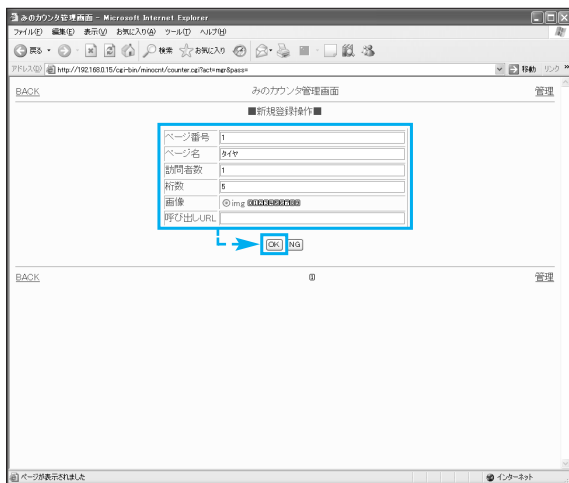 みのカウンタ管理画面 - Microsoft Internet Explorer
ファイル(F) 編集(E) 表示(V) お気に入り(A) ツール(T) ヘルプ(H)
戻る 検索 お気に入り
アドレス(D) http://192.168.0.15/cgi-bin/minocnt/counter.cgi?act=mgr&pass= 移動 リンク »
BACK みのカウンタ管理画面 管理
■新規登録操作■
ページ番号 1
ページ名 タイヤ
訪問者数 1
桁数 5
画像 img
呼び出しURL
OK NG
BACK 管理
ページが表示されました インターネット